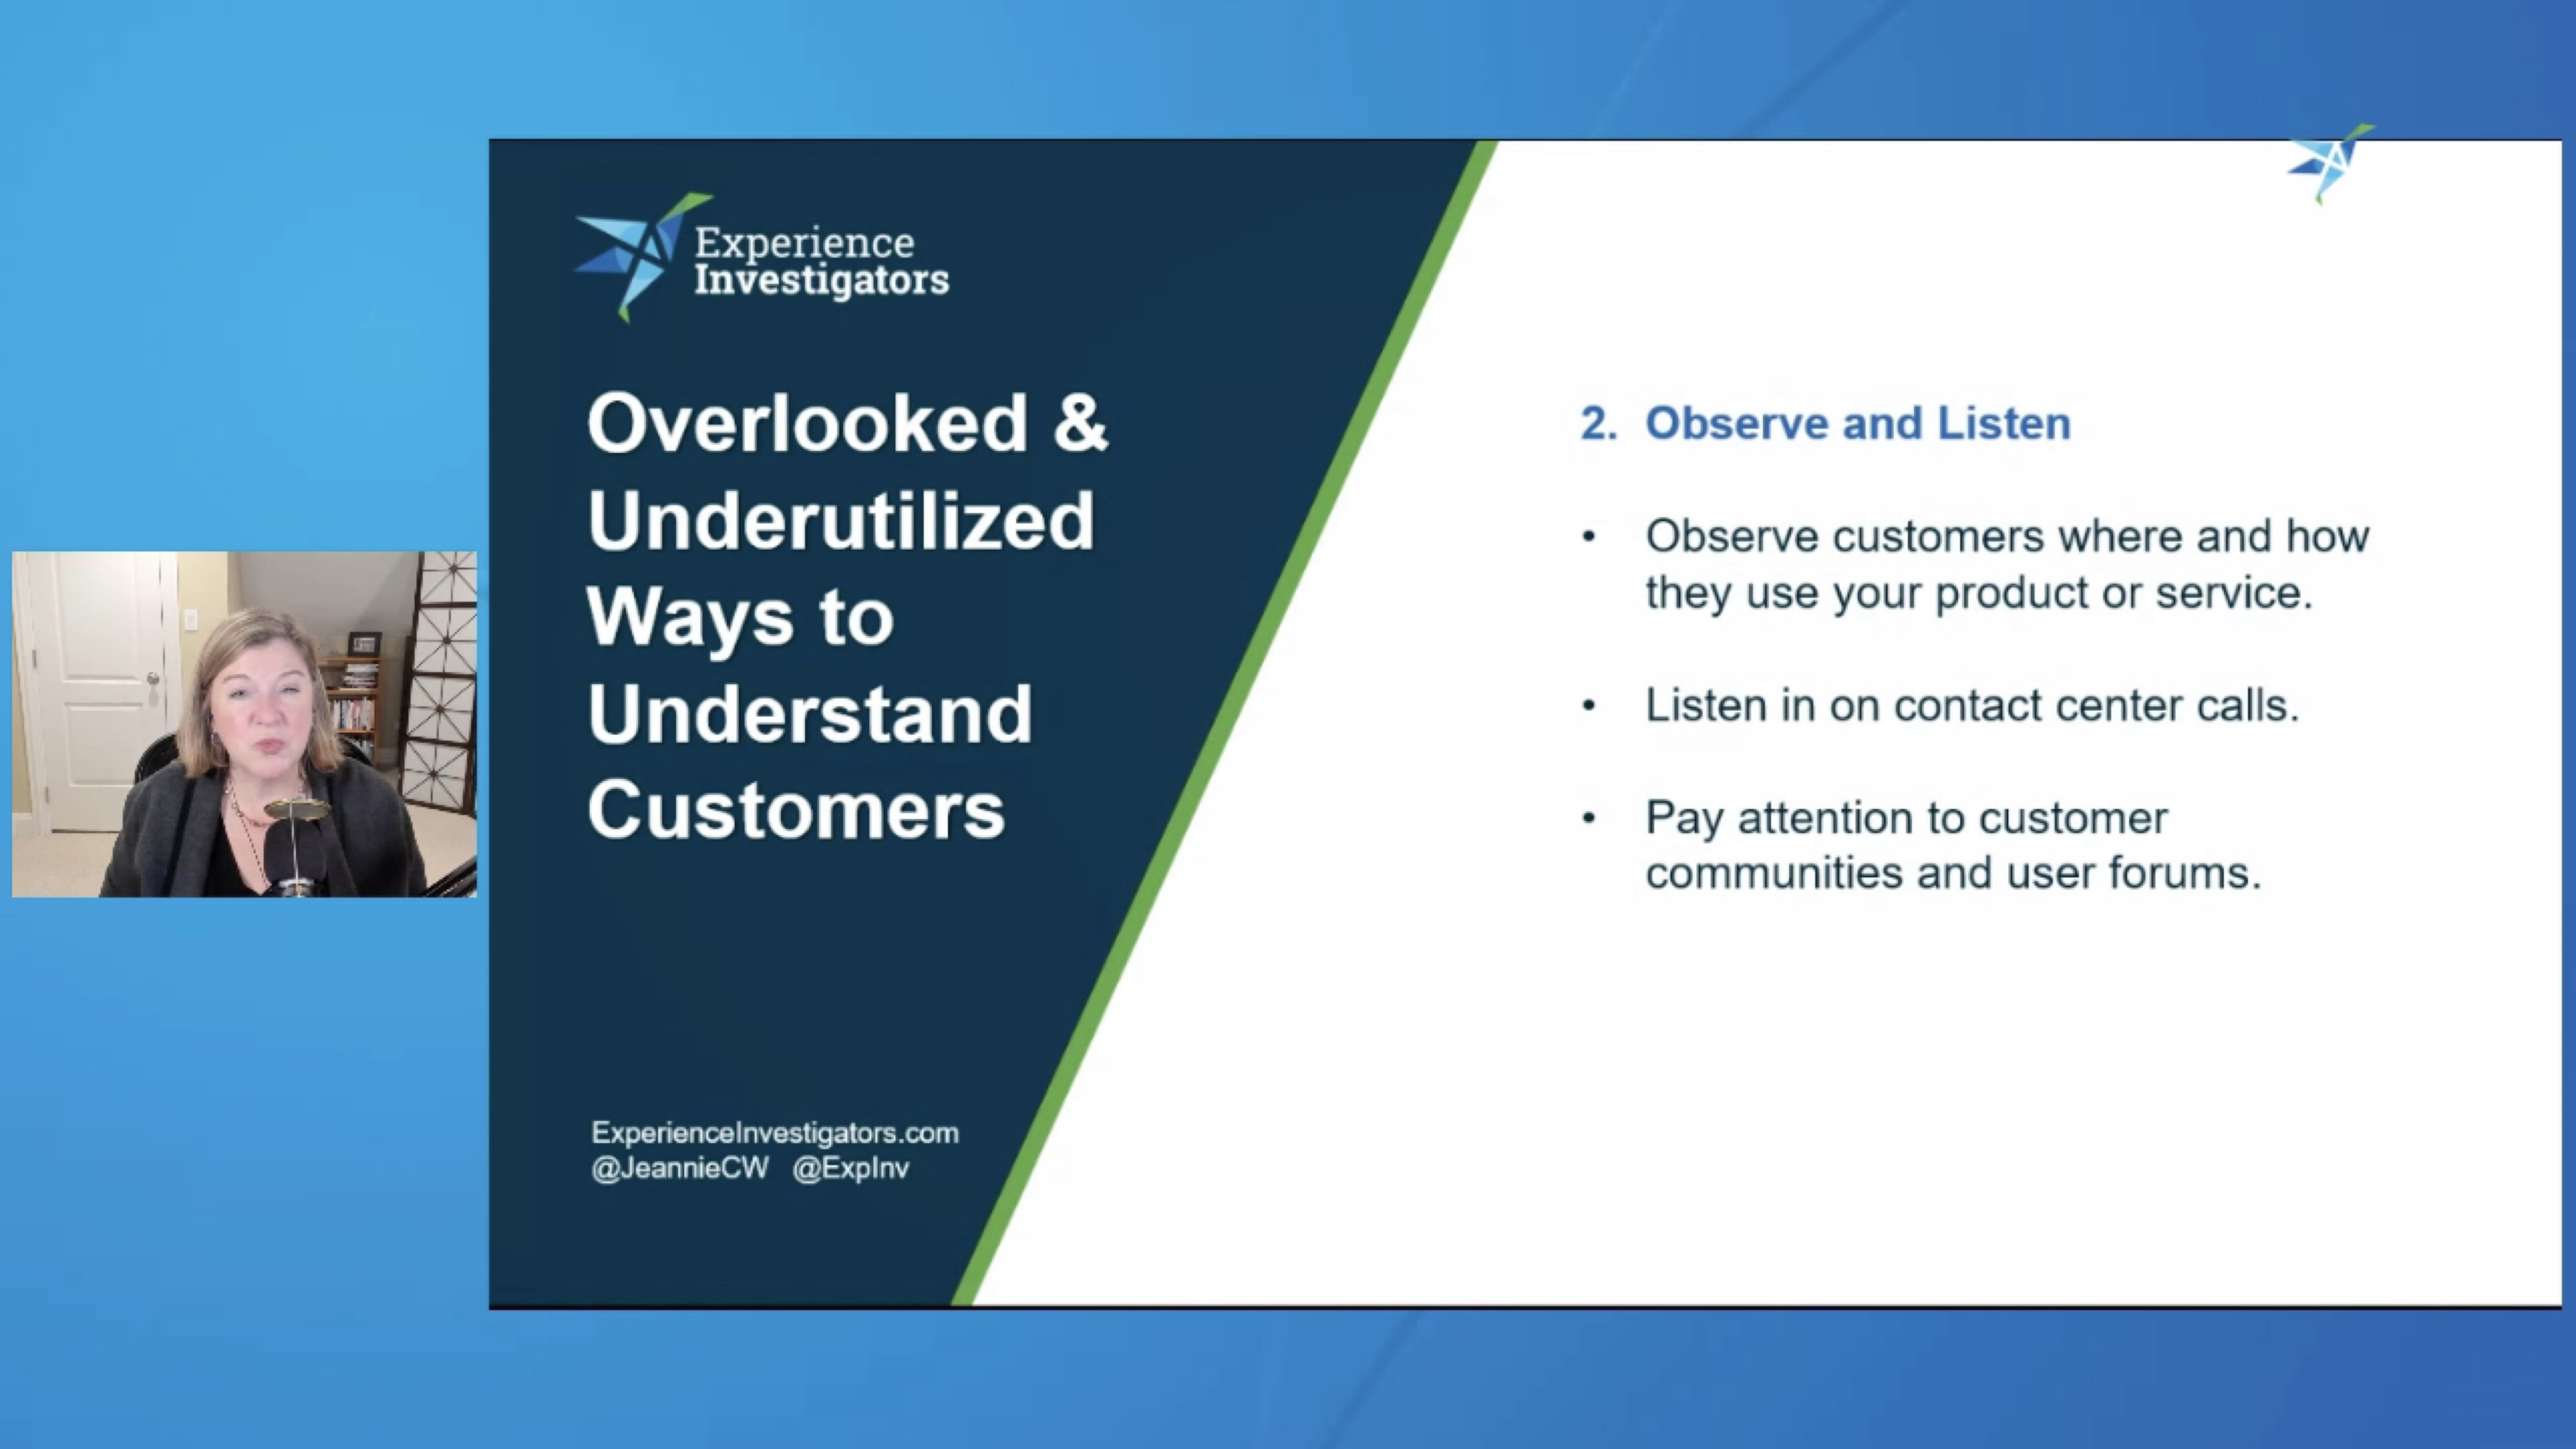 Experience
Investigators
Overlooked &
Underutilized
Ways to
Understand
Customers
ExperienceInvestigators.com
@JeannieCW @ExpInv
2. Observe and Listen
• Observe customers where and how
they use your product or service.
• Listen in on contact center calls.
• Pay attention to customer
communities and user forums.